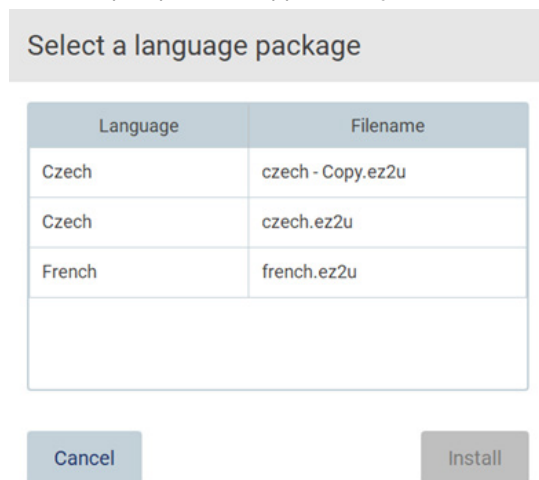 Select a language package
Language Filename
Czech czech - Copy.ez2u
Czech czech.ez2u
French french.ez2u
Cancel Install